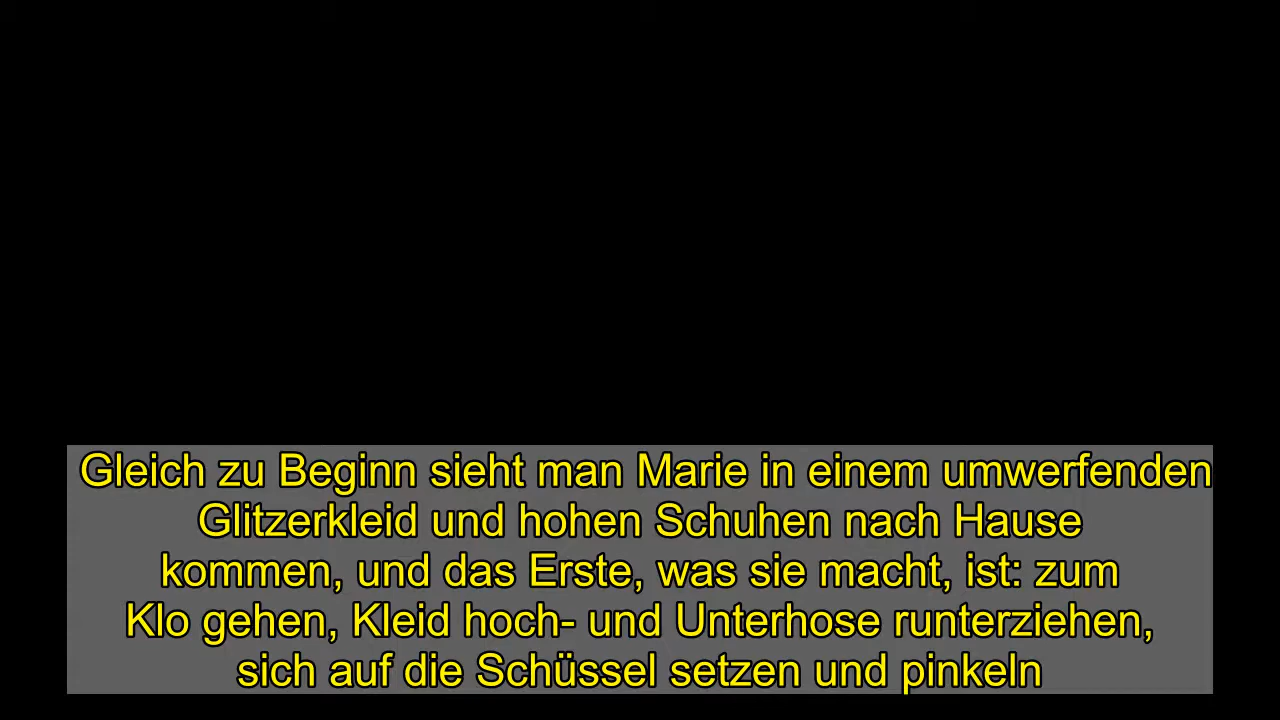 Gleich zu Beginn sieht man Marie in einem umwerfenden
Glitzerkleid und hohen Schuhen nach Hause
kommen, und das Erste, was sie macht, ist: zum
Klo gehen, Kleid hoch- und Unterhose runterziehen,
sich auf die Schüssel setzen und pinkeln